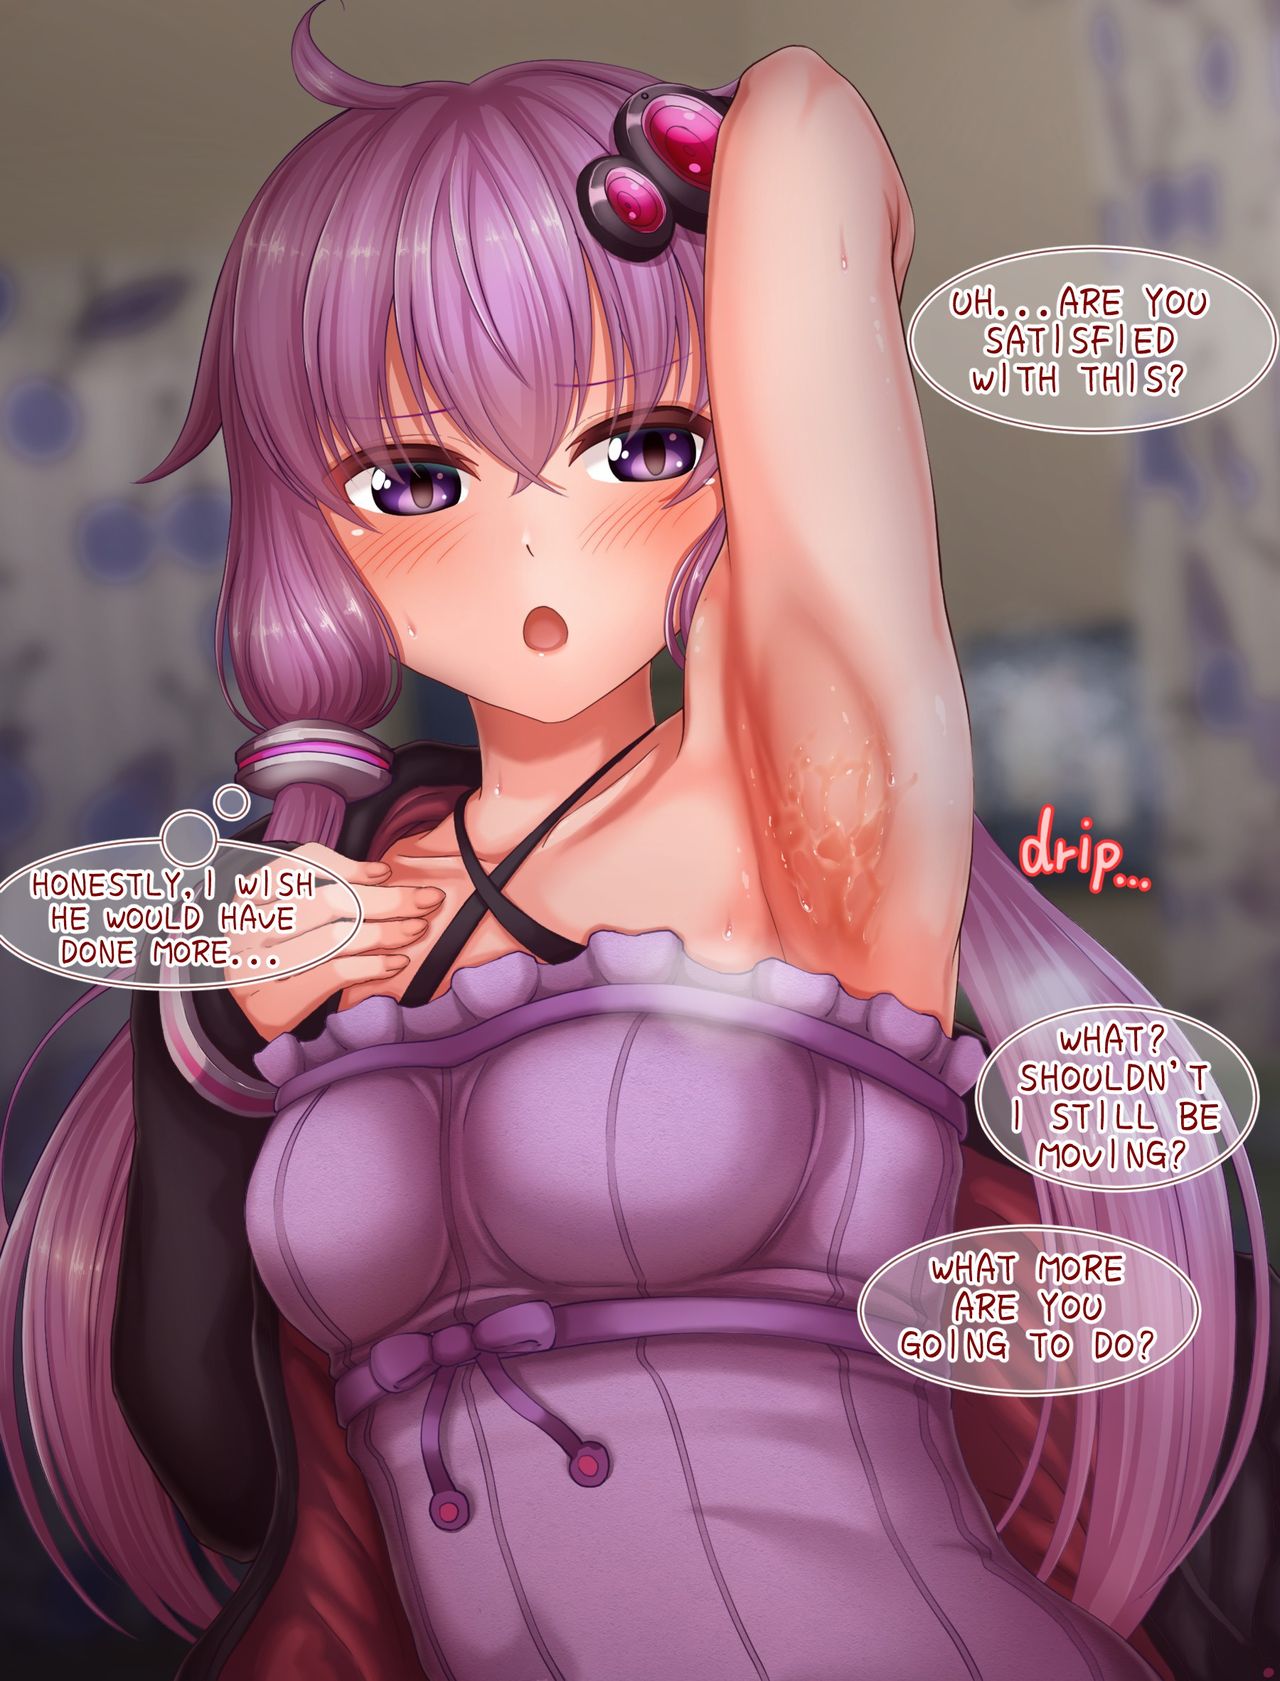 UH...ARE YOU
SATISFIED
WITH THIS?
HONESTLY, I WISH
HE WOULD HAVE
DONE MORE...
drip...
WHAT?
SHOULDN'T
I STILL BE
MOVING?
WHAT MORE
ARE YOU
GOING TO DO?